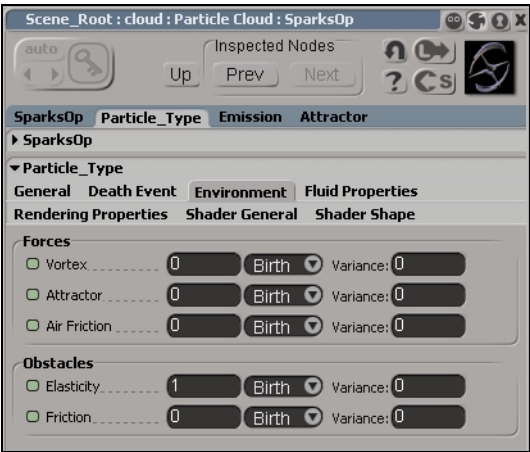 Scene_Root : cloud : Particle Cloud : SparksOp
auto
Inspected Nodes
Up Prev Next
? Cs
SparksOp Particle_Type Emission Attractor
SparksOp
Particle_Type
General Death Event Environment Fluid Properties
Rendering Properties Shader General Shader Shape
Forces
Vortex 0 Birth Variance: 0
Attractor 0 Birth Variance: 0
Air Friction 0 Birth Variance: 0
Obstacles
Elasticity 1 Birth Variance: 0
Friction 0 Birth Variance: 0